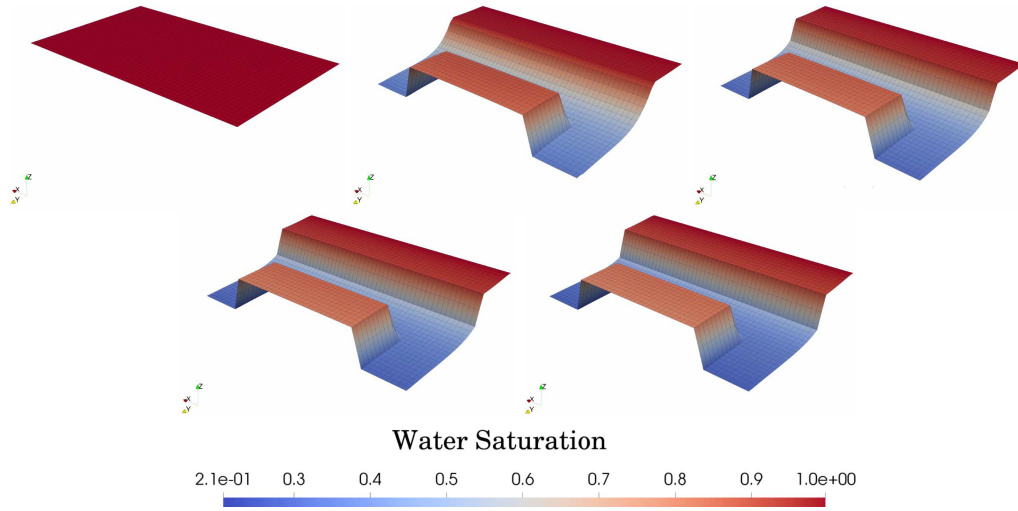 X Z Y
X Z Y
X Z Y
X Z Y
X Z Y
Water Saturation
2.1e-01 0.3 0.4 0.5 0.6 0.7 0.8 0.9 1.0e+00